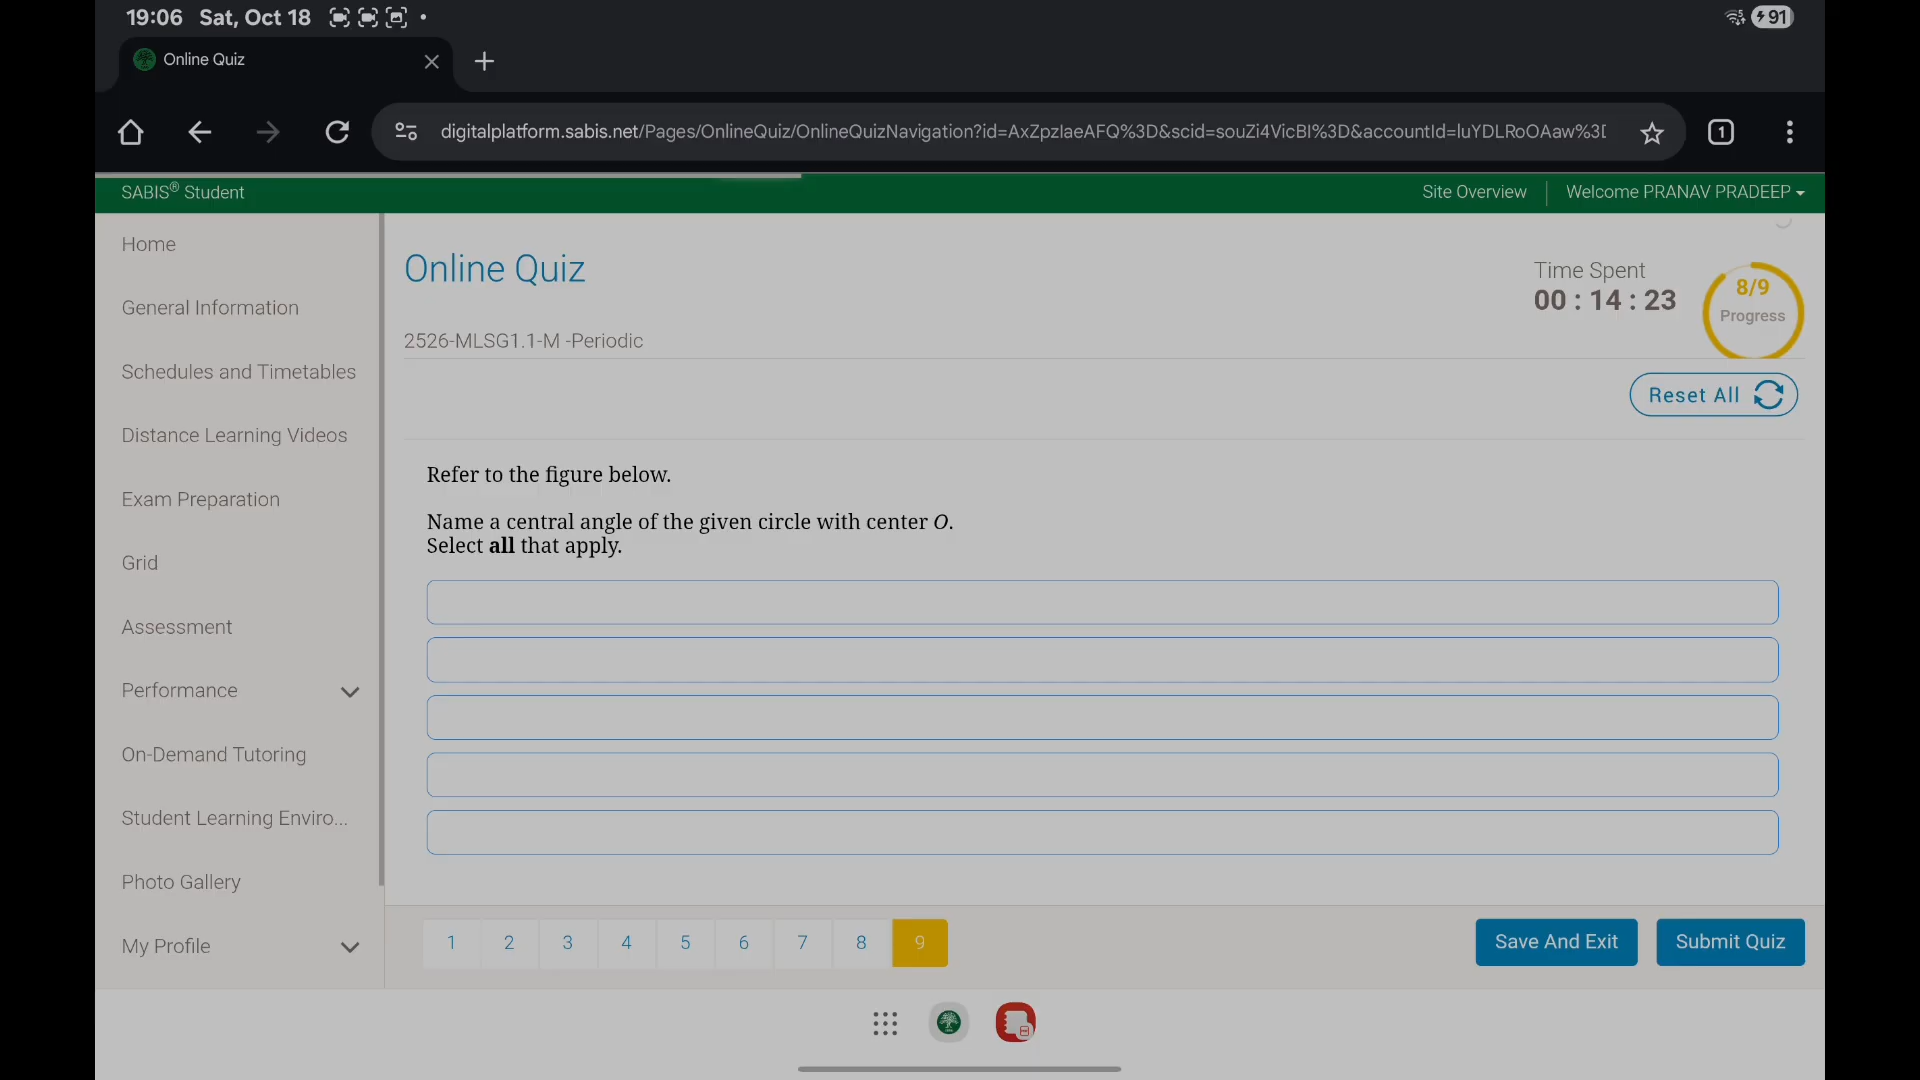 19:06 Sat, Oct 18
91
Online Quiz
digitalplatform.sabis.net/Pages/OnlineQuiz/OnlineQuizNavigation?id=AxZpzIaeAFQ%3D&scid=souZi4VicBI%3D&accountId=luYDLRoOAaw%3D
1
SABIS® Student
Site Overview
Welcome PRANAV PRADEEP
Home
General Information
Schedules and Timetables
Distance Learning Videos
Exam Preparation
Grid
Assessment
Performance
On-Demand Tutoring
Student Learning Enviro...
Photo Gallery
My Profile
Online Quiz
Time Spent
00 : 14 : 23
8/9
Progress
2526-MLSG1.1-M -Periodic
Reset All
Refer to the figure below.
Name a central angle of the given circle with center O.
Select all that apply.
1 2 3 4 5 6 7 8 9
Save And Exit
Submit Quiz